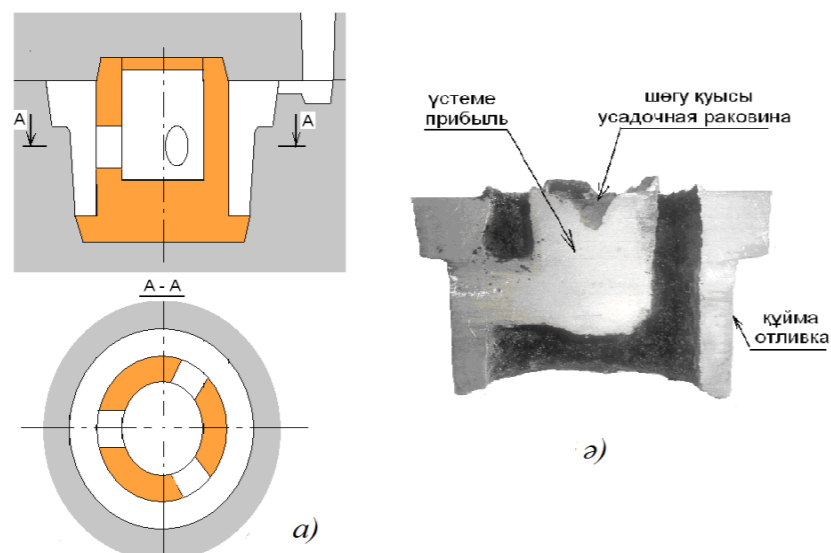 A
A
A - A
а)
үстеме
прибыль
шөгу қуысы
усадочная раковина
құйма
отливка
ә)